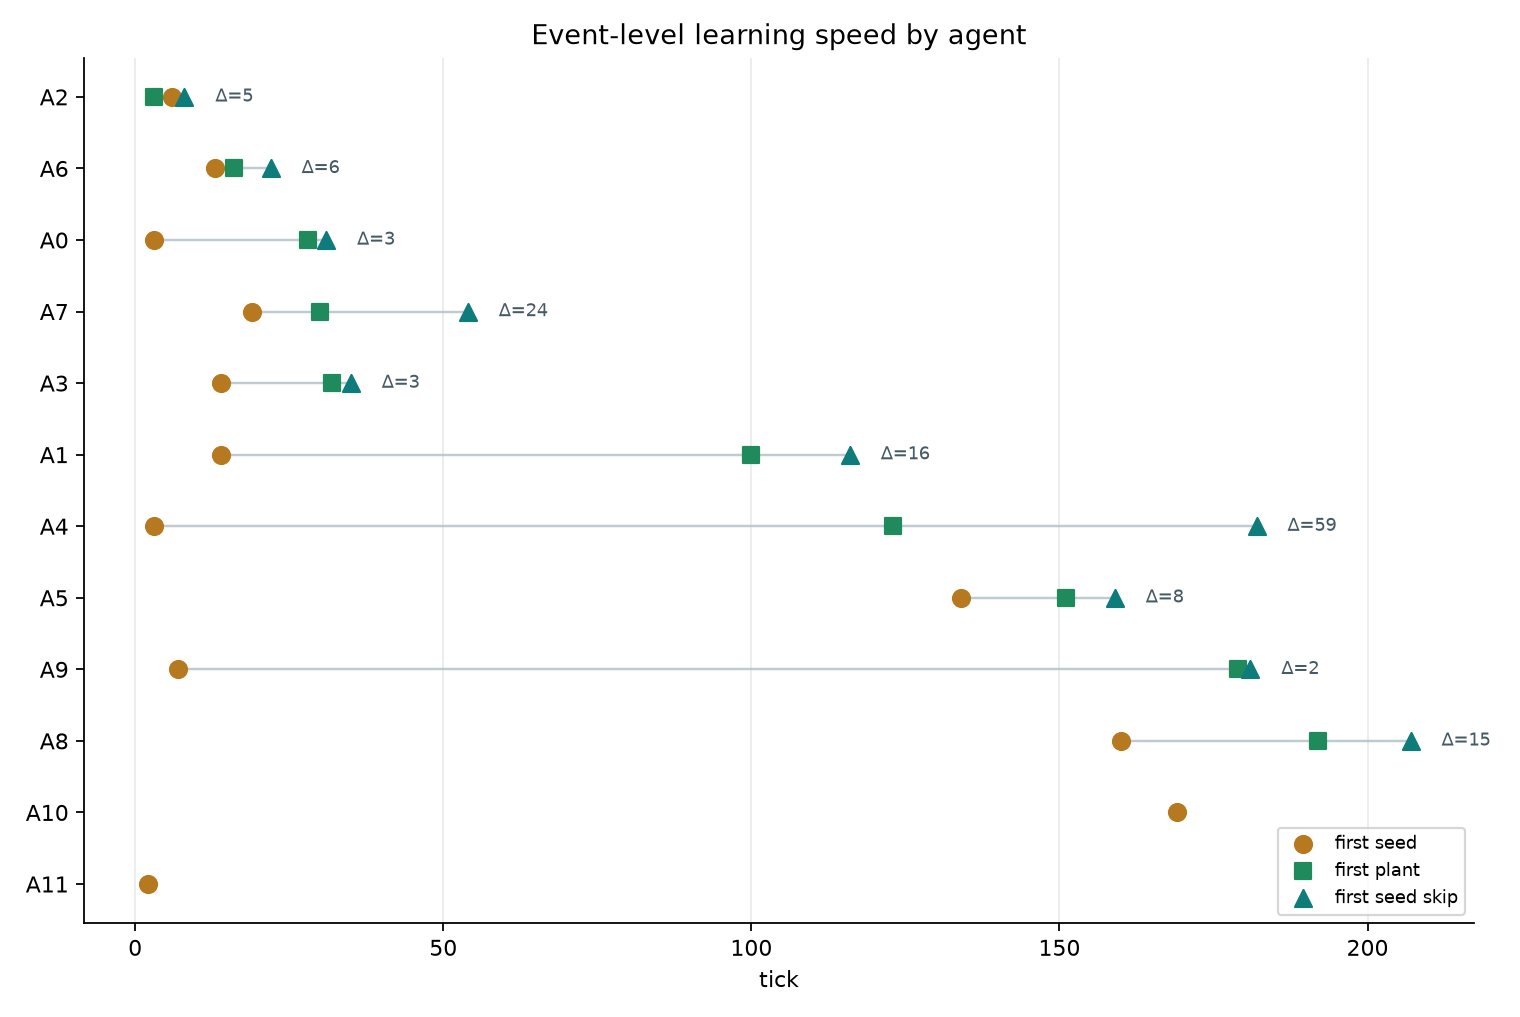 Event-level learning speed by agent
A2
Δ=5
A6
Δ=6
A0
Δ=3
A7
Δ=24
A3
Δ=3
A1
Δ=16
A4
Δ=59
A5
Δ=8
A9
Δ=2
A8
Δ=15
A10
A11
first seed
first plant
first seed skip
0 50 100 150 200
tick